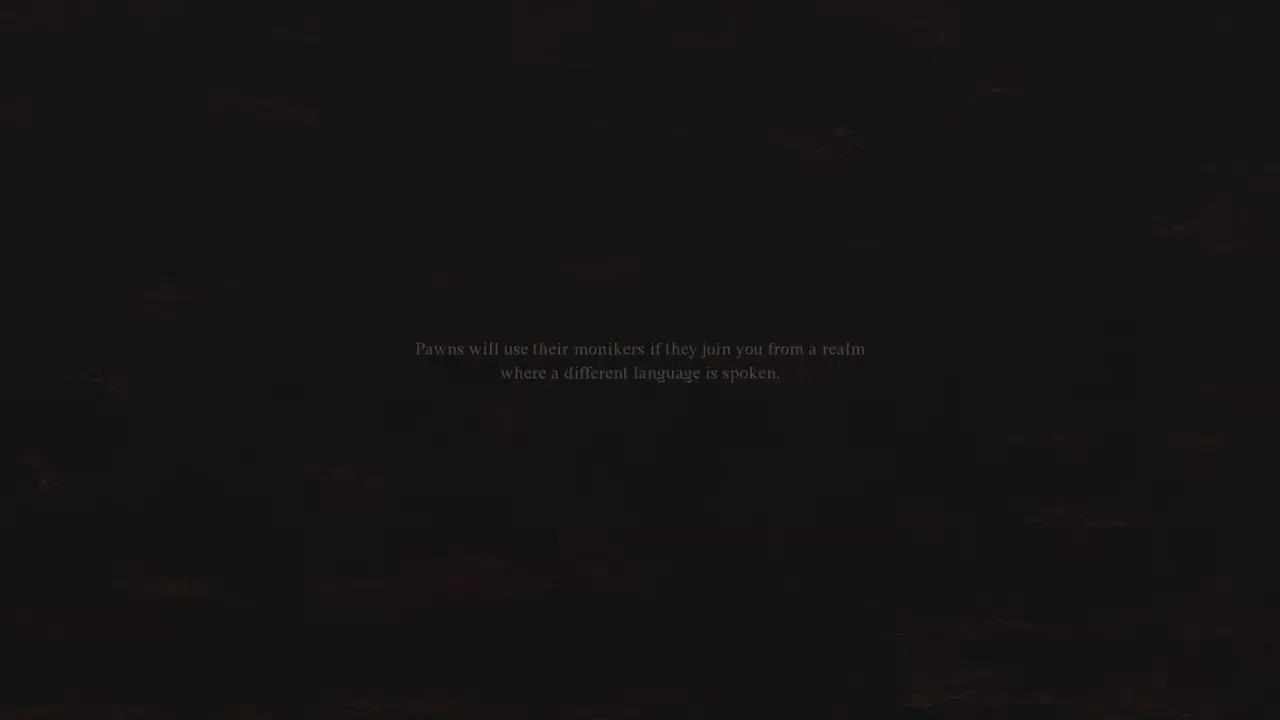 Pawns will use their monikers if they join you from a realm
where a different language is spoken.